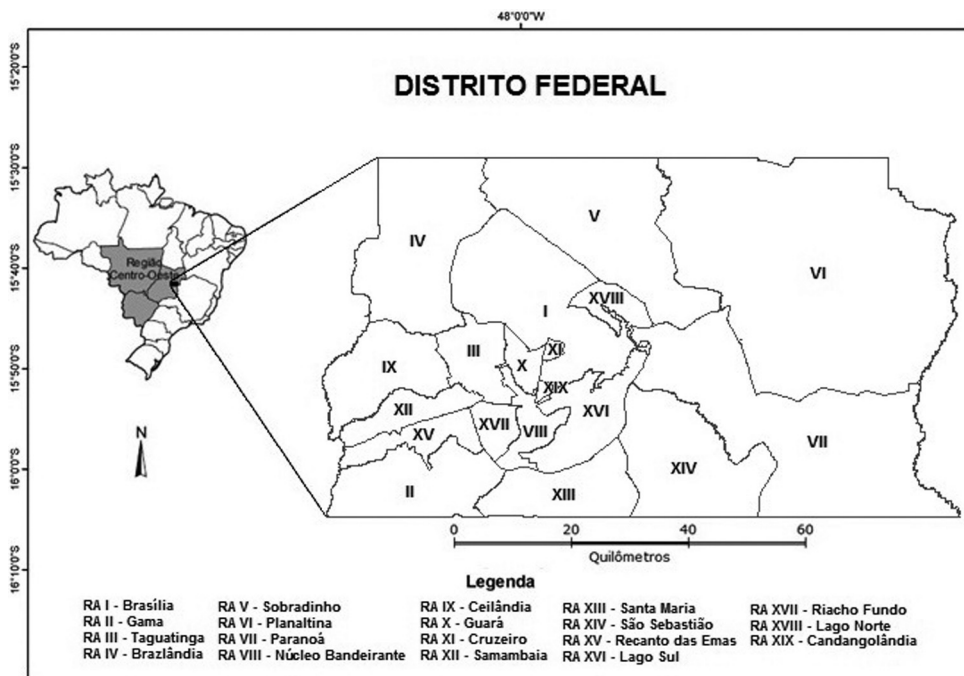 48°0'0"W
15°20'0"S
15°30'0"S
15°40'0"S
15°50'0"S
16°0'0"S
16°10'0"S
DISTRITO FEDERAL
Região
Centro-Oeste
N
IV
V
VI
XVIII
I
XI
III
X
IX
XIX
XII
XVI
XVII
VIII
XV
VII
XIV
II
XIII
0 20 40 60
Quilômetros
Legenda
RA I - Brasília
RA II - Gama
RA III - Taguatinga
RA IV - Brazlândia
RA V - Sobradinho
RA VI - Planaltina
RA VII - Paranoá
RA VIII - Núcleo Bandeirante
RA IX - Ceilândia
RA X - Guará
RA XI - Cruzeiro
RA XII - Samambaia
RA XIII - Santa Maria
RA XIV - São Sebastião
RA XV - Recanto das Emas
RA XVI - Lago Sul
RA XVII - Riacho Fundo
RA XVIII - Lago Norte
RA XIX - Candangolândia